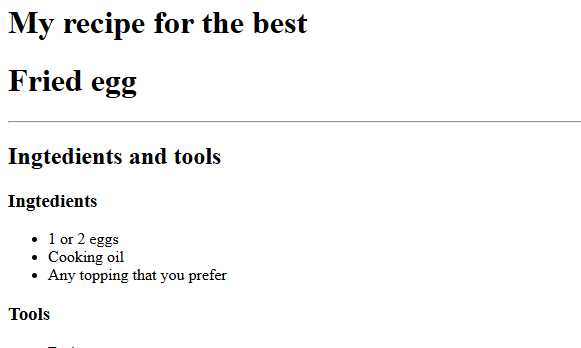 My recipe for the best
Fried egg
Ingtedients and tools
Ingtedients
1 or 2 eggs
Cooking oil
Any topping that you prefer
Tools